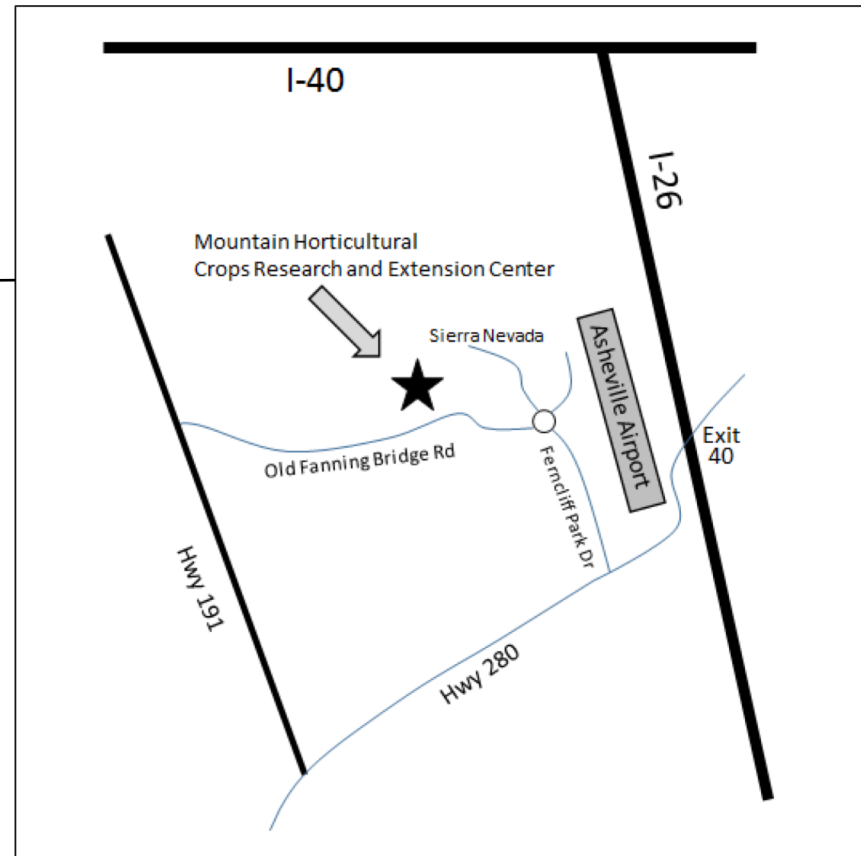 I-40
I-26
Mountain Horticultural
Crops Research and Extension Center
Sierra Nevada
Asheville Airport
Exit
40
Old Fanning Bridge Rd
Ferncliff Park Dr
Hwy 191
Hwy 280